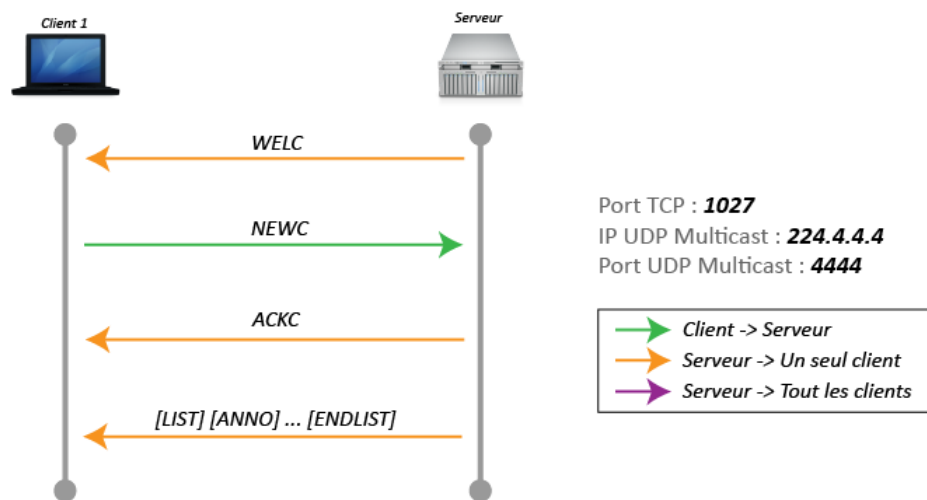 Client 1
Serveur
WELC
NEWC
ACKC
[LIST] [ANNO] ... [ENDLIST]
Port TCP : 1027
IP UDP Multicast : 224.4.4.4
Port UDP Multicast : 4444
Client -> Serveur
Serveur -> Un seul client
Serveur -> Tout les clients